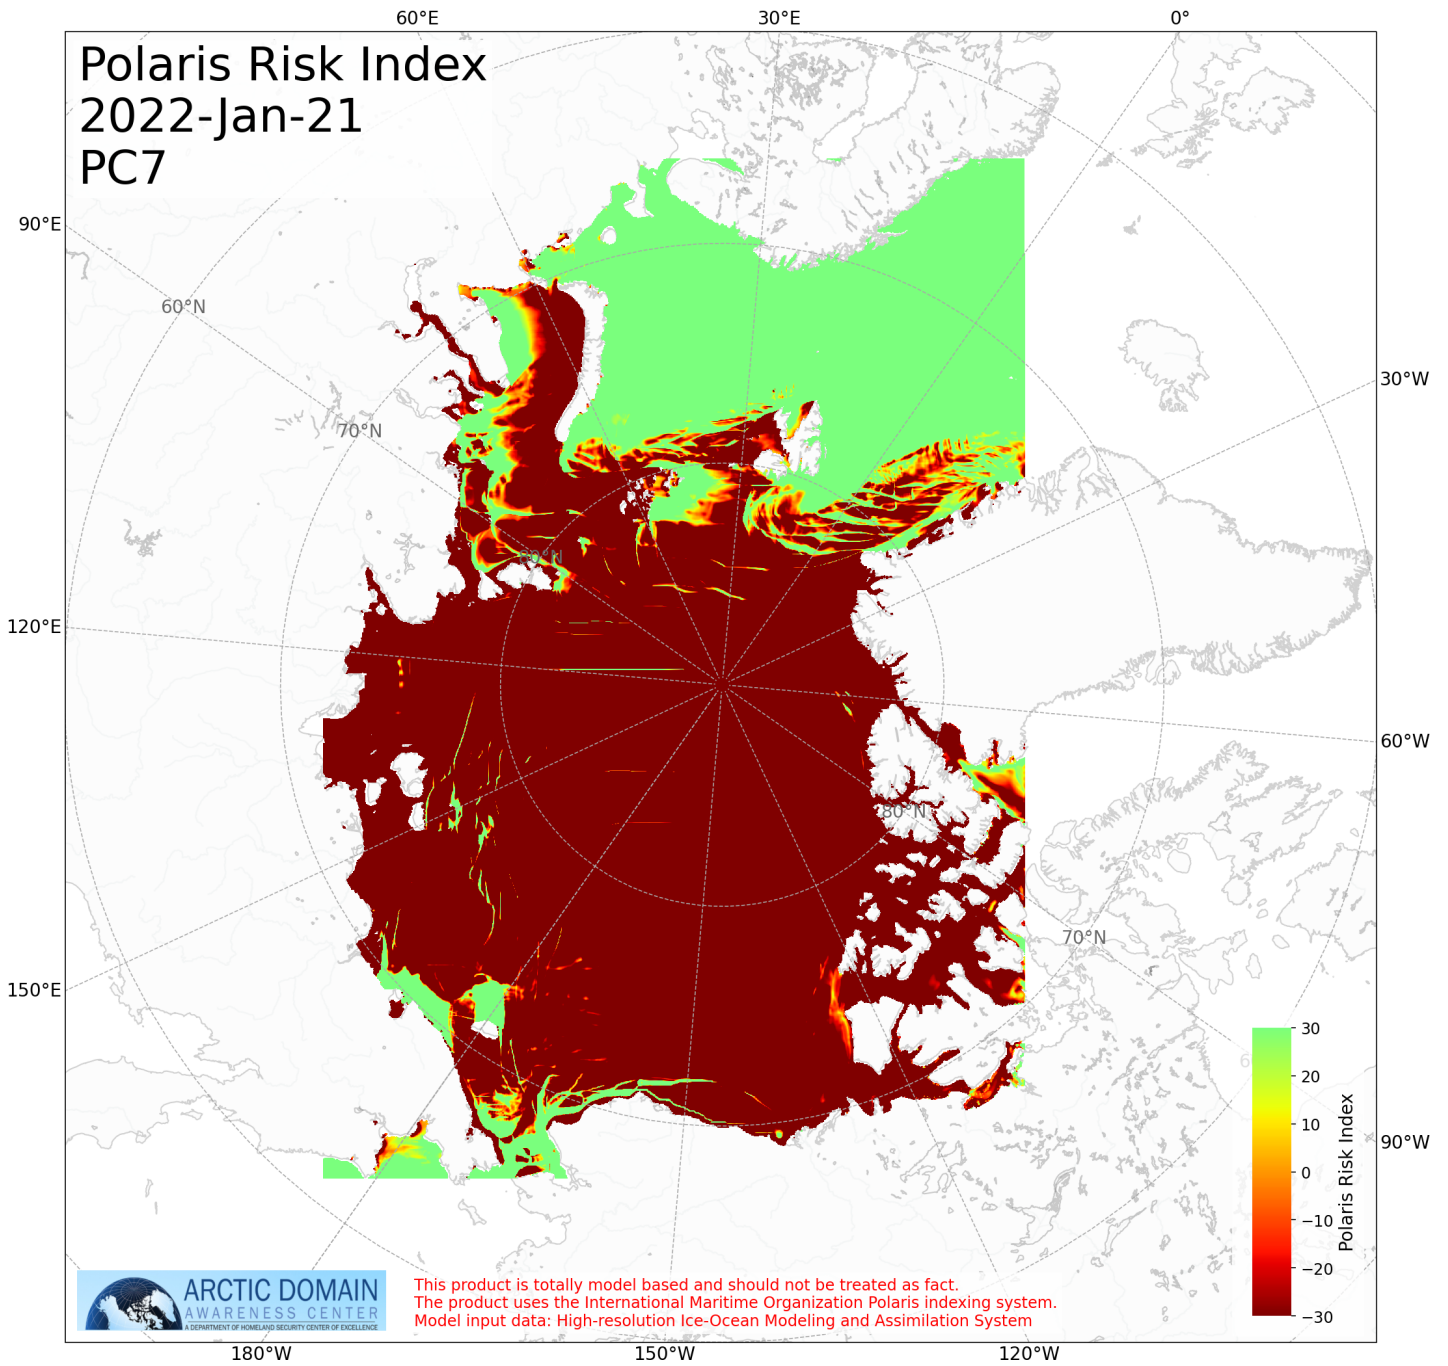 60°E
30°E
0°
Polaris Risk Index
2022-Jan-21
PC7
90°E
60°N
30°W
70°N
80°N
120°E
60°W
80°N
70°N
150°E
30
20
10
0
−10
−20
−30
Polaris Risk Index
90°W
ARCTIC DOMAIN
AWARENESS CENTER
A DEPARTMENT OF HOMELAND SECURITY CENTER OF EXCELLENCE
This product is totally model based and should not be treated as fact.
The product uses the International Maritime Organization Polaris indexing system.
Model input data: High-resolution Ice-Ocean Modeling and Assimilation System
180°W
150°W
120°W